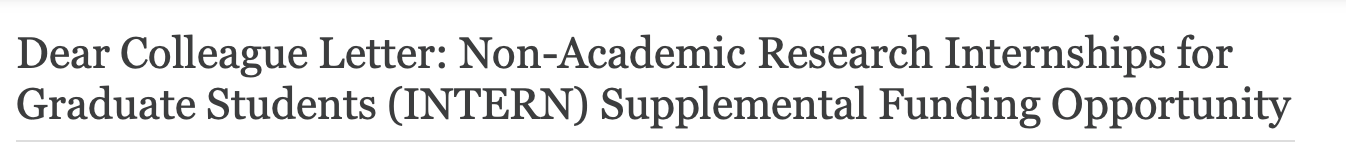 Dear Colleague Letter: Non-Academic Research Internships for
Graduate Students (INTERN) Supplemental Funding Opportunity